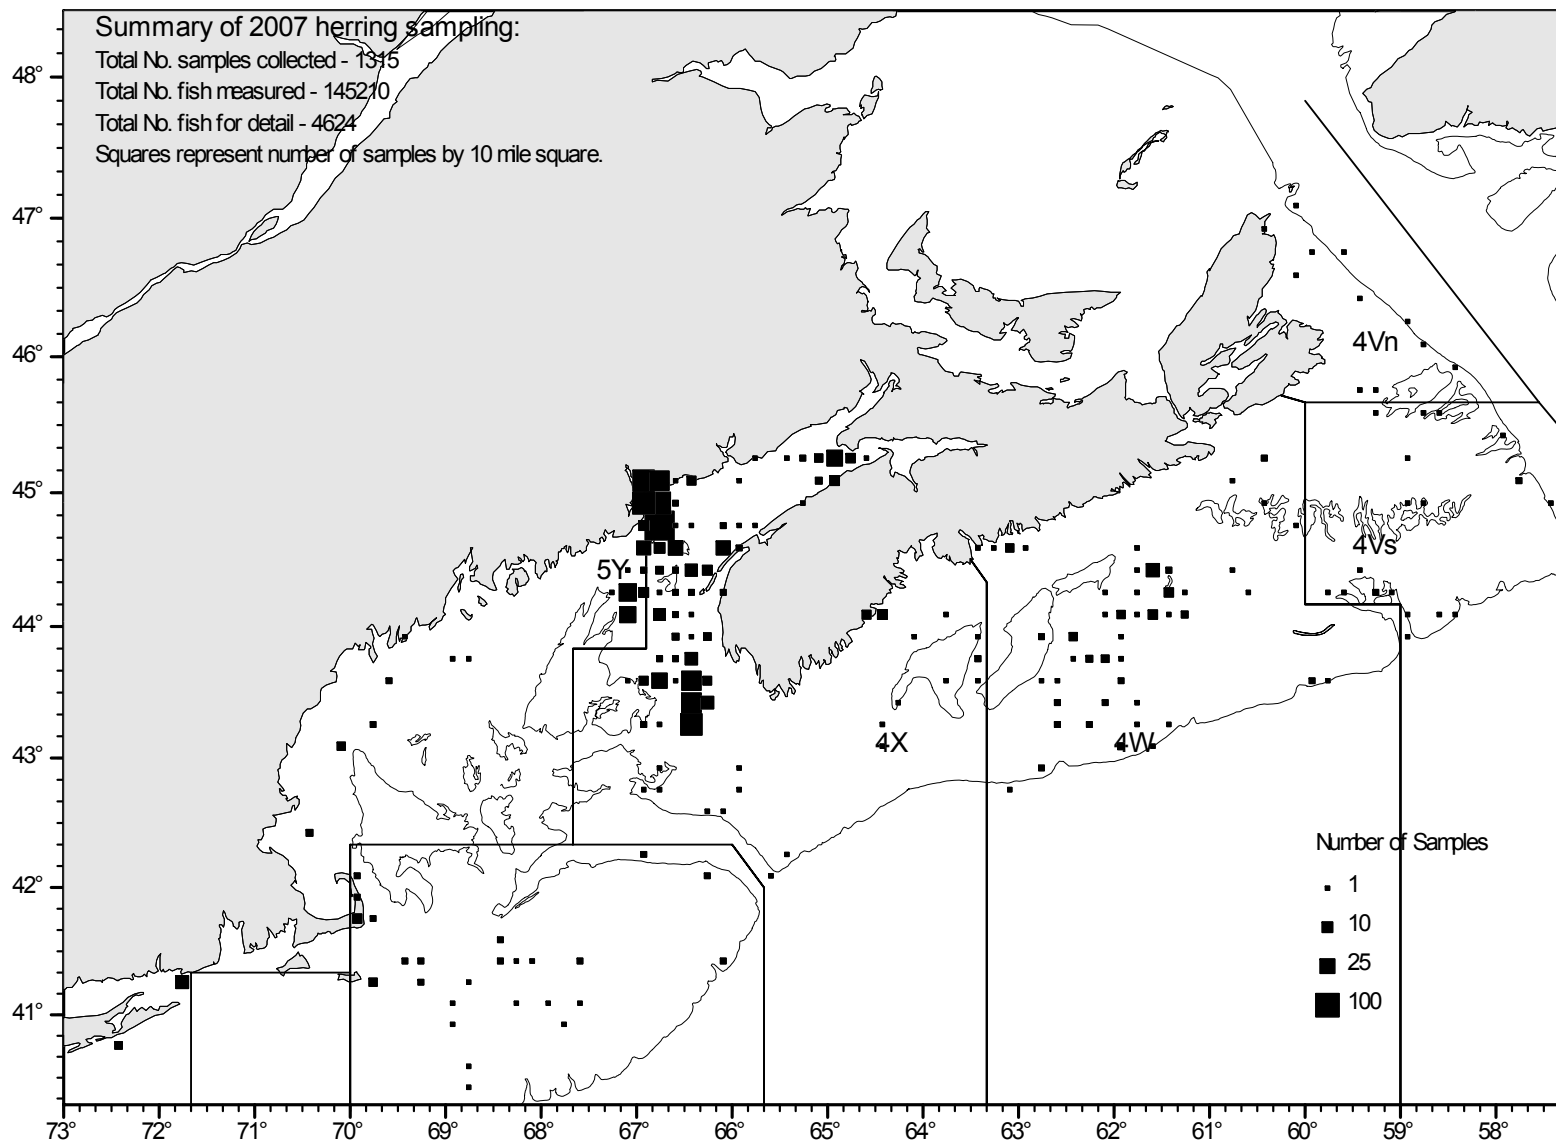 Summary of 2007 herring sampling:
Total No. samples collected - 1315
Total No. fish measured - 145210
Total No. fish for detail - 4624
Squares represent number of samples by 10 mile square.
48°
47°
46°
45°
44°
43°
42°
41°
4Vn
4Vs
5Y
4X
4W
Number of Samples
1
10
25
100
73° 72° 71° 70° 69° 68° 67° 66° 65° 64° 63° 62° 61° 60° 59° 58°